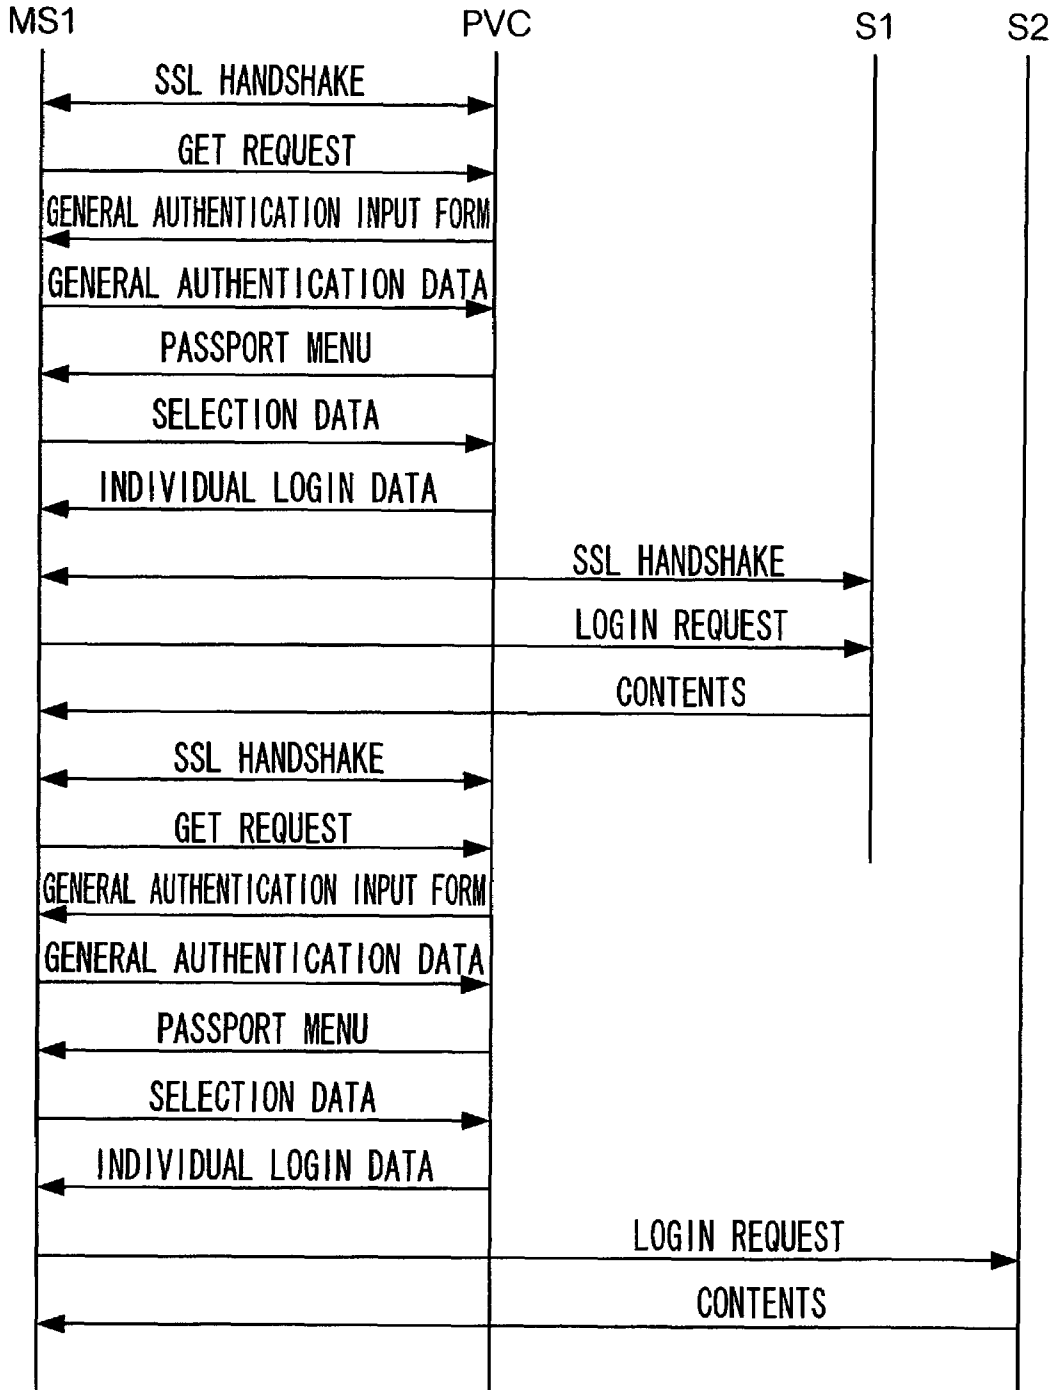 MS1 PVC S1 S2
SSL HANDSHAKE
GET REQUEST
GENERAL AUTHENTICATION INPUT FORM
GENERAL AUTHENTICATION DATA
PASSPORT MENU
SELECTION DATA
INDIVIDUAL LOGIN DATA
SSL HANDSHAKE
LOGIN REQUEST
CONTENTS
SSL HANDSHAKE
GET REQUEST
GENERAL AUTHENTICATION INPUT FORM
GENERAL AUTHENTICATION DATA
PASSPORT MENU
SELECTION DATA
INDIVIDUAL LOGIN DATA
LOGIN REQUEST
CONTENTS